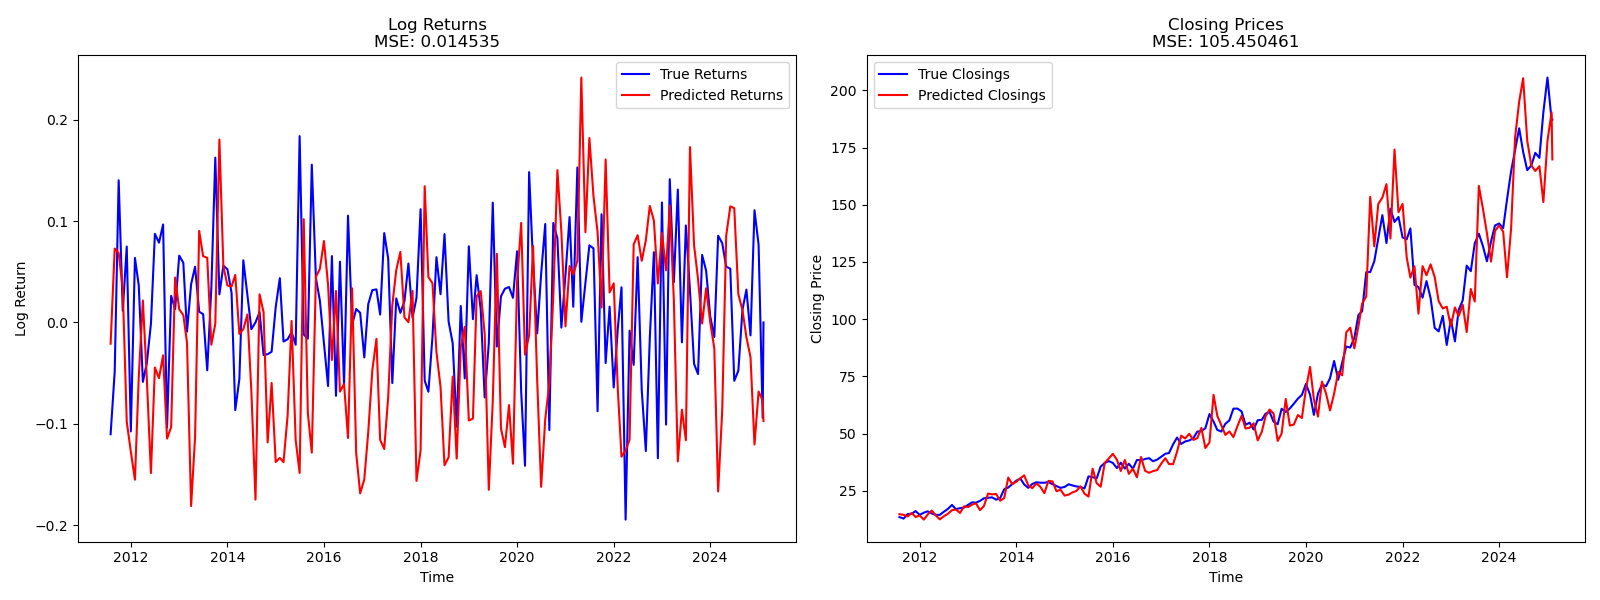 Log Returns
MSE: 0.014535
True Returns
Predicted Returns
0.2
0.1
0.0
−0.1
−0.2
Log Return
2012
2014
2016
2018
2020
2022
2024
Time
Closing Prices
MSE: 105.450461
True Closings
Predicted Closings
200
175
150
125
100
75
50
25
Closing Price
2012
2014
2016
2018
2020
2022
2024
Time